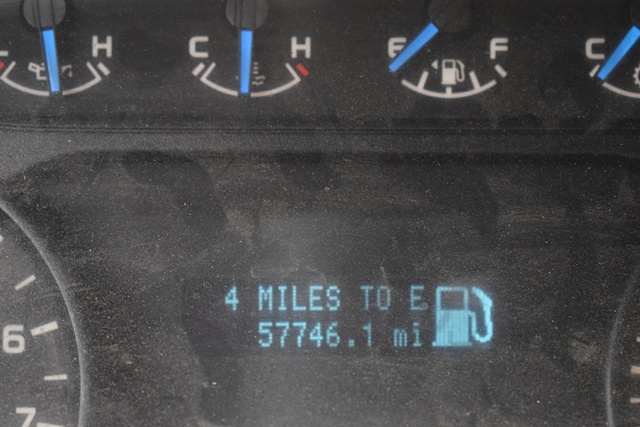 L H C H E F C
4 MILES TO E
57746.1 mi
6
7